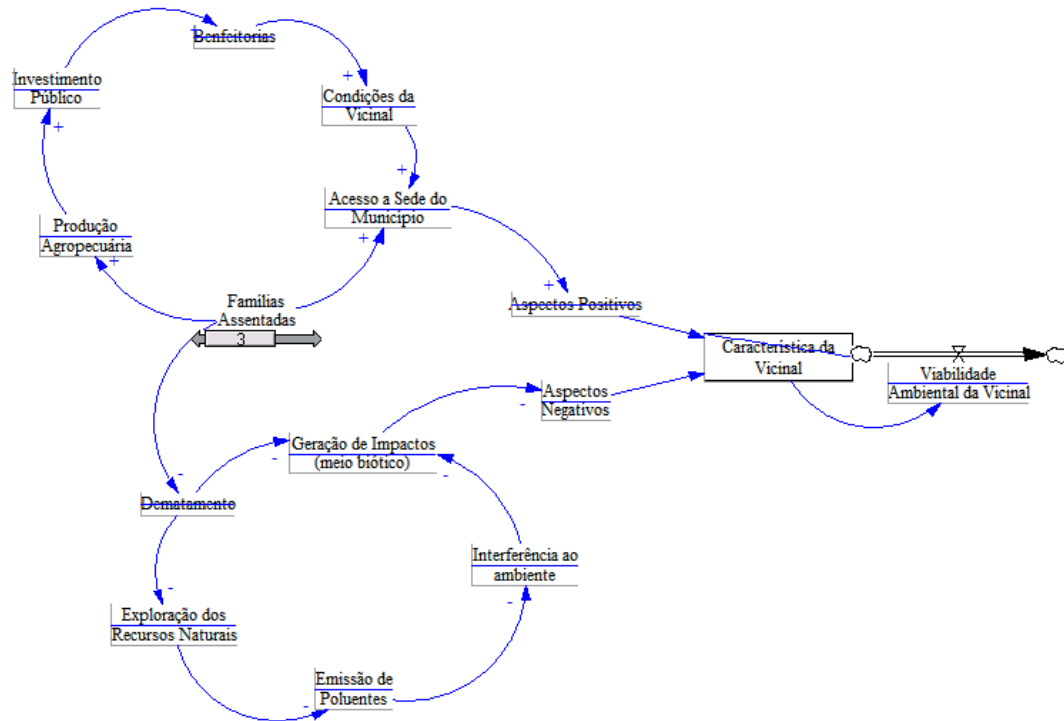 Benfeitorias
+
+
Investimento
Público
+
Condições da
Vicinal
+
Acesso a Sede do
Município
+
Produção
Agropecuária
+
Famílias
Assentadas
3
+
Aspectos Positivos
Característica da
Vicinal
Viabilidade
Ambiental da Vicinal
Aspectos
Negativos
-
Geração de Impactos
(meio biótico)
-
-
-
Dematamento
Interferência ao
ambiente
-
-
Exploração dos
Recursos Naturais
Emissão de
Poluentes
-